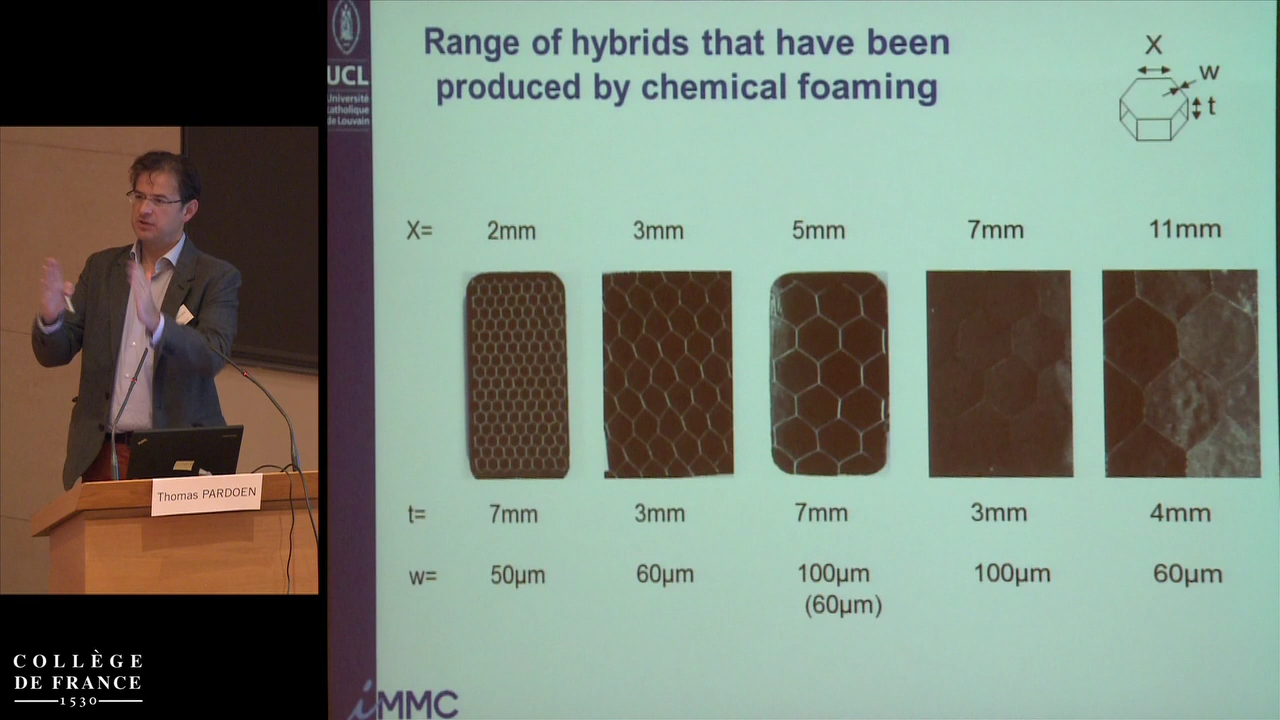 UCL
Université
catholique
de Louvain
Range of hybrids that have been
produced by chemical foaming
X
w
t
X= 2mm 3mm 5mm 7mm 11mm
t= 7mm 3mm 7mm 3mm 4mm
w= 50µm 60µm 100µm 100µm 60µm
(60µm)
iMMC
Thomas PARDOEN
COLLÈGE
DE FRANCE
1530